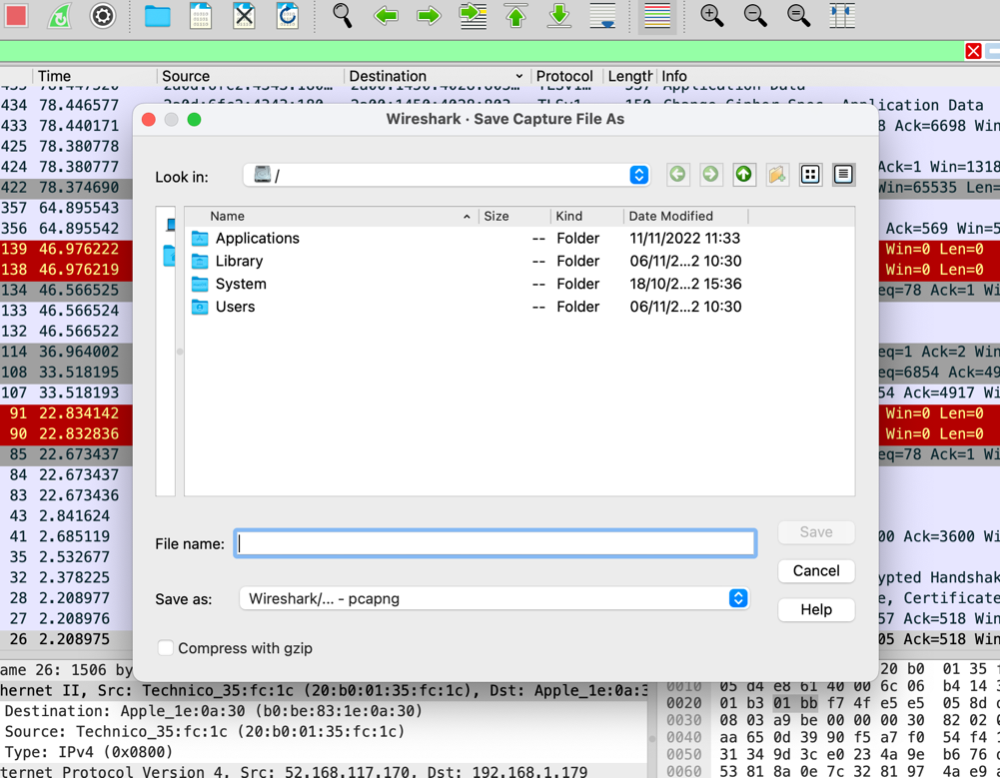 Time Source Destination Protocol Length Info
434 78.446577 2a0d:6fc2:4343:180... 2a00:1450:4028:803... TLSv1... 150 Change Cipher Spec, Application Data
433 78.440171 8 Ack=6698 Win
425 78.380778
424 78.380777 Ack=1 Win=1318
422 78.374690 Win=65535 Len=
357 64.895543
356 64.895542 Ack=569 Win=5
139 46.976222 Win=0 Len=0
138 46.976219 Win=0 Len=0
134 46.566525 eq=78 Ack=1 Wi
133 46.566524
132 46.566522
114 36.964002 eq=1 Ack=2 Win
108 33.518195 eq=6854 Ack=49
107 33.518193 54 Ack=4917 Wi
91 22.834142 Win=0 Len=0
90 22.832836 Win=0 Len=0
85 22.673437 eq=78 Ack=1 Wi
84 22.673437
83 22.673436
43 2.841624
41 2.685119 00 Ack=3600 Wi
35 2.532677
32 2.378225 ypted Handshak
28 2.208977 e, Certificate
27 2.208976 57 Ack=518 Win
26 2.208975 05 Ack=518 Win
Wireshark · Save Capture File As
Look in: /
Name Size Kind Date Modified
Applications -- Folder 11/11/2022 11:33
Library -- Folder 06/11/2...2 10:30
System -- Folder 18/10/2...2 15:36
Users -- Folder 06/11/2...2 10:30
File name:
Save
Cancel
Save as: Wireshark/... - pcapng
Help
Compress with gzip
ame 26: 1506 by
hernet II, Src: Technico_35:fc:1c (20:b0:01:35:fc:1c), Dst: Apple_1e:0a:3
Destination: Apple_1e:0a:30 (b0:be:83:1e:0a:30)
Source: Technico_35:fc:1c (20:b0:01:35:fc:1c)
Type: IPv4 (0x0800)
ternet Protocol Version 4, Src: 52.168.117.170, Dst: 192.168.1.179
20 b0 01 35 f
0010 05 d4 e8 61 40 00 6c 06 b4 14 3
0020 01 b3 01 bb f7 4f e5 e5 05 8d d
0030 08 03 a9 be 00 00 00 30 82 02 0
0040 aa 65 0d 39 90 f5 a7 f0 54 f4 1
0050 31 34 9d 3c e0 23 4a 9e b6 76 d
0060 53 81 8a 0e 7c 32 81 97 4a e9